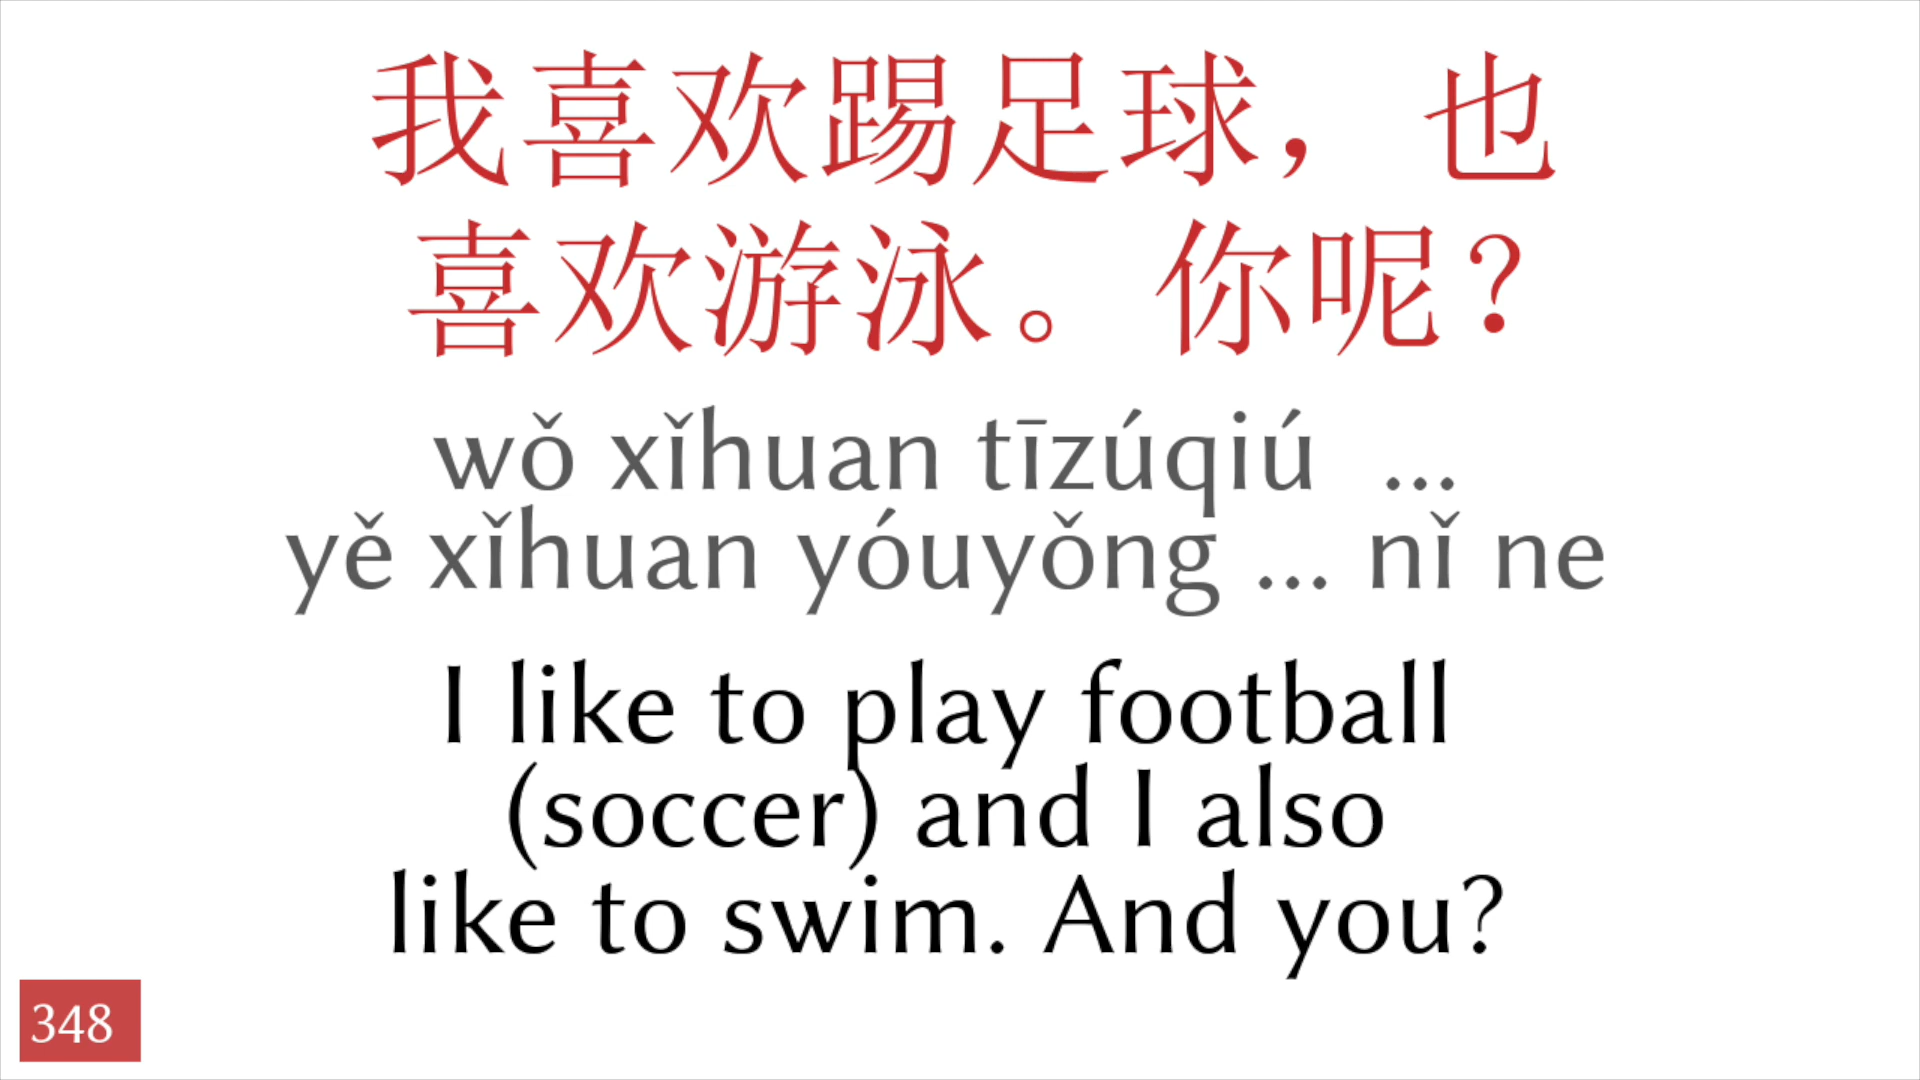 我喜欢踢足球，也
喜欢游泳。你呢？
wǒ xǐhuan tīzúqiú ...
yě xǐhuan yóuyǒng ... nǐ ne
I like to play football
(soccer) and I also
like to swim. And you?
348